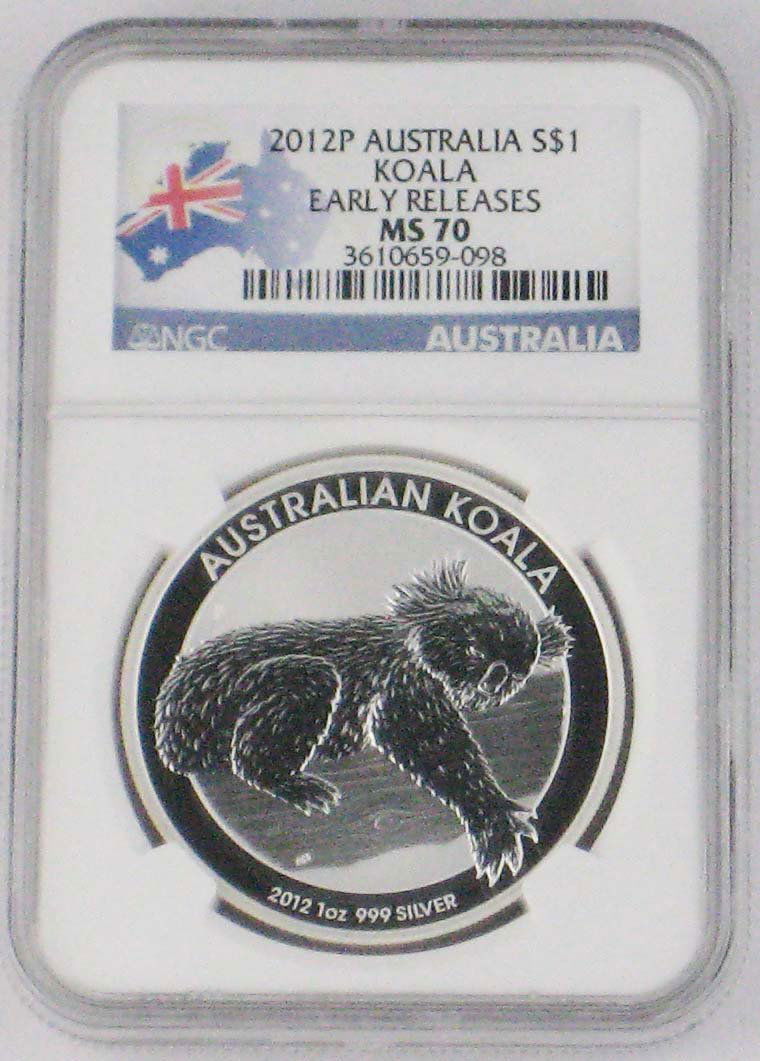 2012P AUSTRALIA S$1
KOALA
EARLY RELEASES
MS 70
3610659-098
NGC
AUSTRALIA
AUSTRALIAN KOALA
2012 1oz 999 SILVER